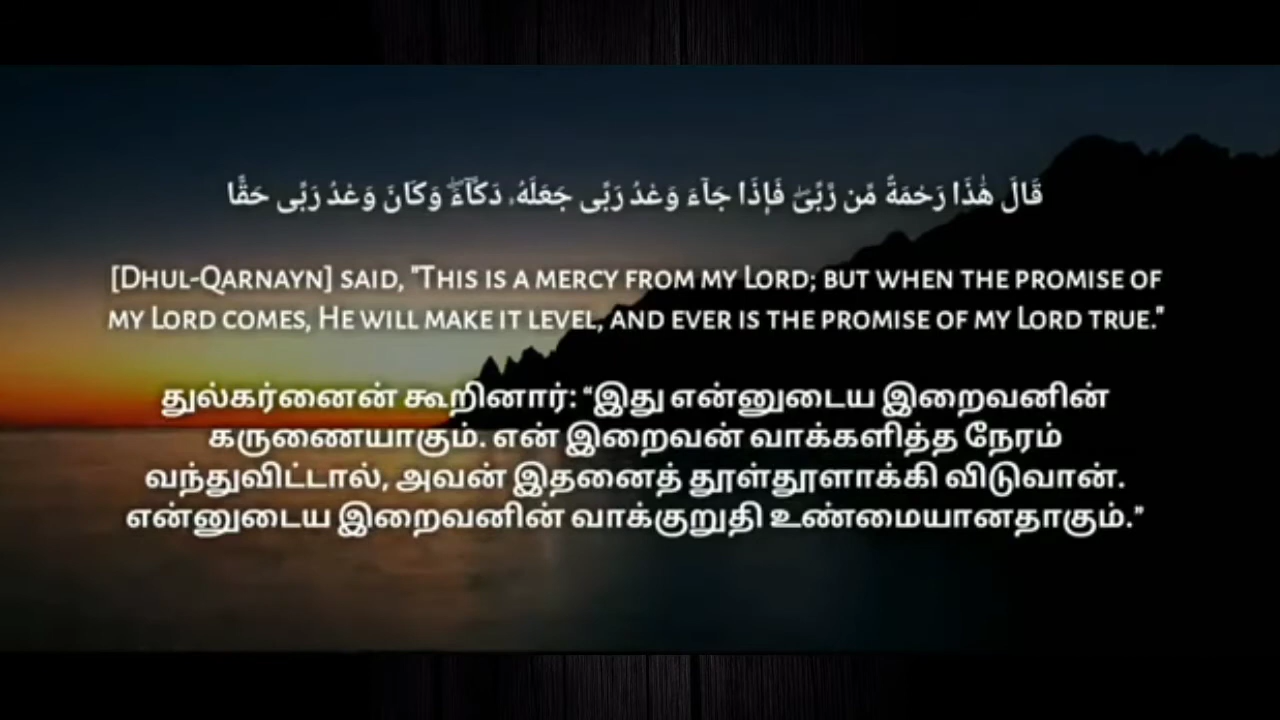 قَالَ هَٰذَا رَحْمَةٌ مِّن رَّبِّىۖ فَإِذَا جَآءَ وَعْدُ رَبِّى جَعَلَهُۥ دَكَّآءَۖ وَكَانَ وَعْدُ رَبِّى حَقًّا
[Dhul-Qarnayn] said, "This is a mercy from my Lord; but when the promise of
my Lord comes, He will make it level, and ever is the promise of my Lord true."
துல்கர்னைன் கூறினார்: “இது என்னுடைய இறைவனின்
கருணையாகும். என் இறைவன் வாக்களித்த நேரம்
வந்துவிட்டால், அவன் இதனைத் தூள்தூளாக்கி விடுவான்.
என்னுடைய இறைவனின் வாக்குறுதி உண்மையானதாகும்.”